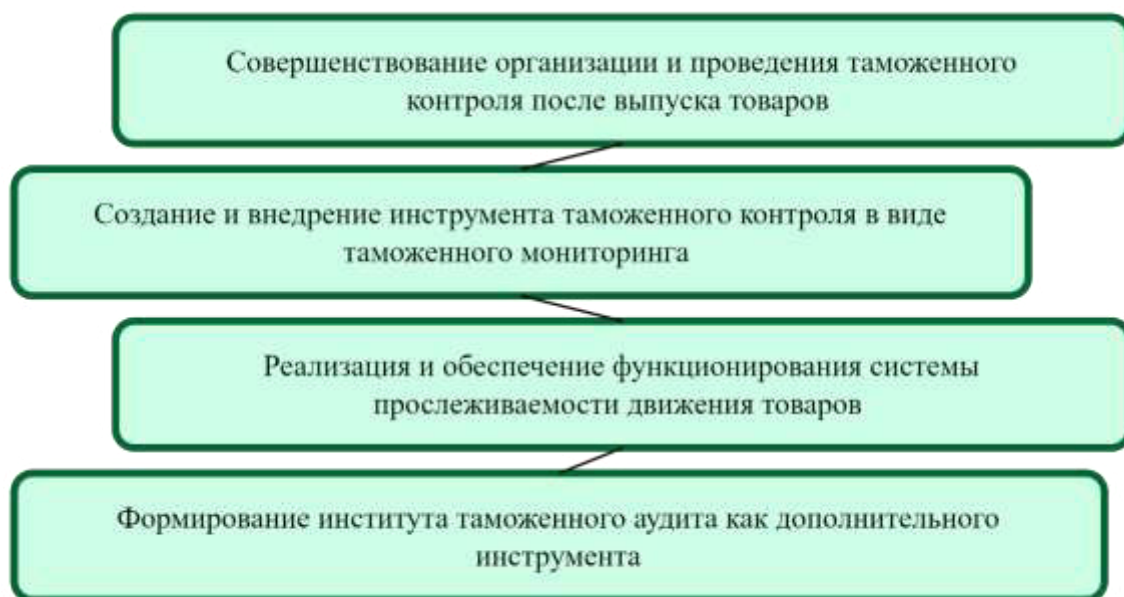 Совершенствование организации и проведения таможенного
контроля после выпуска товаров
Создание и внедрение инструмента таможенного контроля в виде
таможенного мониторинга
Реализация и обеспечение функционирования системы
прослеживаемости движения товаров
Формирование института таможенного аудита как дополнительного
инструмента